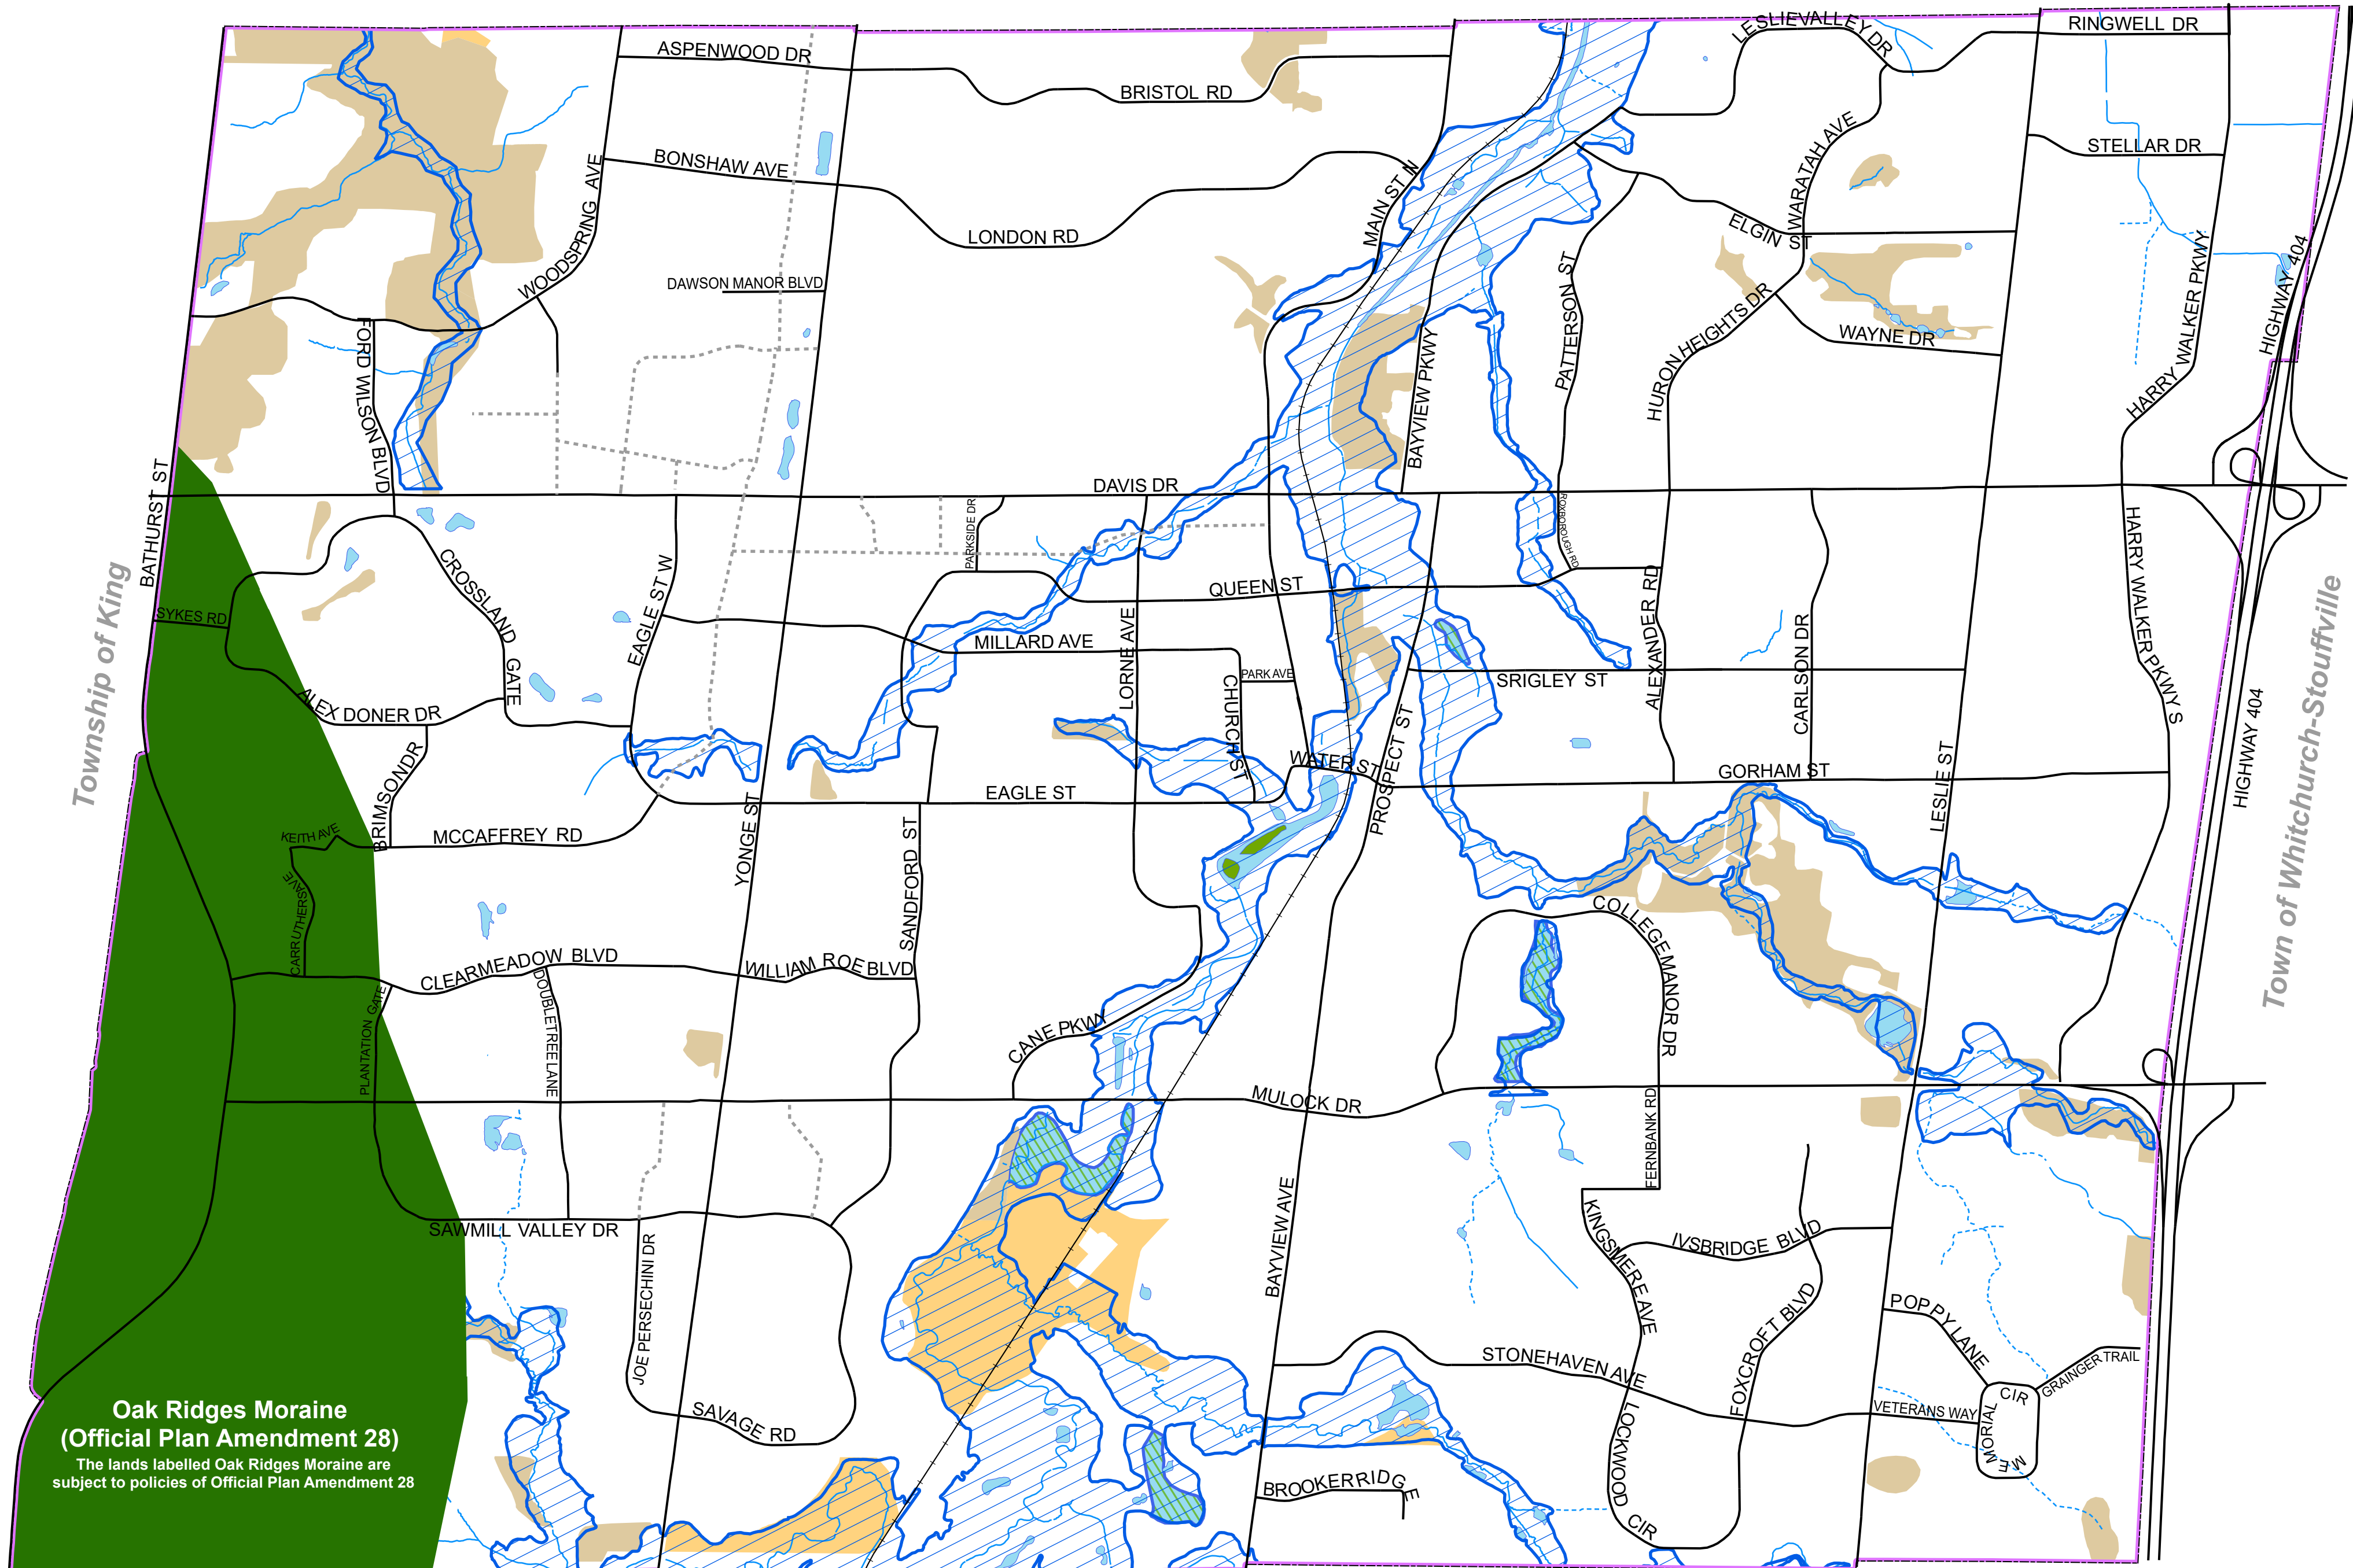 LESLIEVALLEY DR
RINGWELL DR
ASPENWOOD DR
BRISTOL RD
WARATAH AVE
STELLAR DR
BONSHAW AVE
MAIN ST N
WOODSPRING AVE
LONDON RD
ELGIN ST
DAWSON MANOR BLVD
PATTERSON ST
HARRY WALKER PKWY
HIGHWAY 404
HURON HEIGHTS DR
WAYNE DR
FORD WILSON BLVD
BAYVIEW PKWY
HARRY WALKER PKWY
BATHURST ST
DAVIS DR
PARKSIDE DR
ROXBOROUGH RD
HARRY WALKER PKWY S
Township of King
CROSSLAND
GATE
EAGLE ST W
QUEEN ST
ALEXANDER RD
SYKES RD
MILLARD AVE
LORNE AVE
CARLSON DR
Town of Whitchurch-Stouffville
PARK AVE
SRIGLEY ST
CHURCH ST
ALEX DONER DR
PROSPECT ST
HIGHWAY 404
BRIMSON DR
WATER ST
GORHAM ST
LESLIE ST
EAGLE ST
YONGE ST
KEITH AVE
MCCAFFREY RD
SANDFORD ST
CARRUTHERS AVE
COLLEGEMANOR DR
CLEARMEADOW BLVD
WILLIAM ROE BLVD
DOUBLETREE LANE
PLANTATION GATE
CANE PKWY
MULOCK DR
FERNBANK RD
SAWMILL VALLEY DR
JOE PERSECHINI DR
BAYVIEW AVE
KINGSMERE AVE
IVSBRIDGE BLVD
FOXCROFT BLVD
POPPY LANE
STONEHAVEN AVE
GRAINGER TRAIL
SAVAGE RD
LOCKWOOD
CIR
VETERANS WAY
MEMORIAL
CIR
BROOKERRIDGE
Oak Ridges Moraine
(Official Plan Amendment 28)
The lands labelled Oak Ridges Moraine are
subject to policies of Official Plan Amendment 28